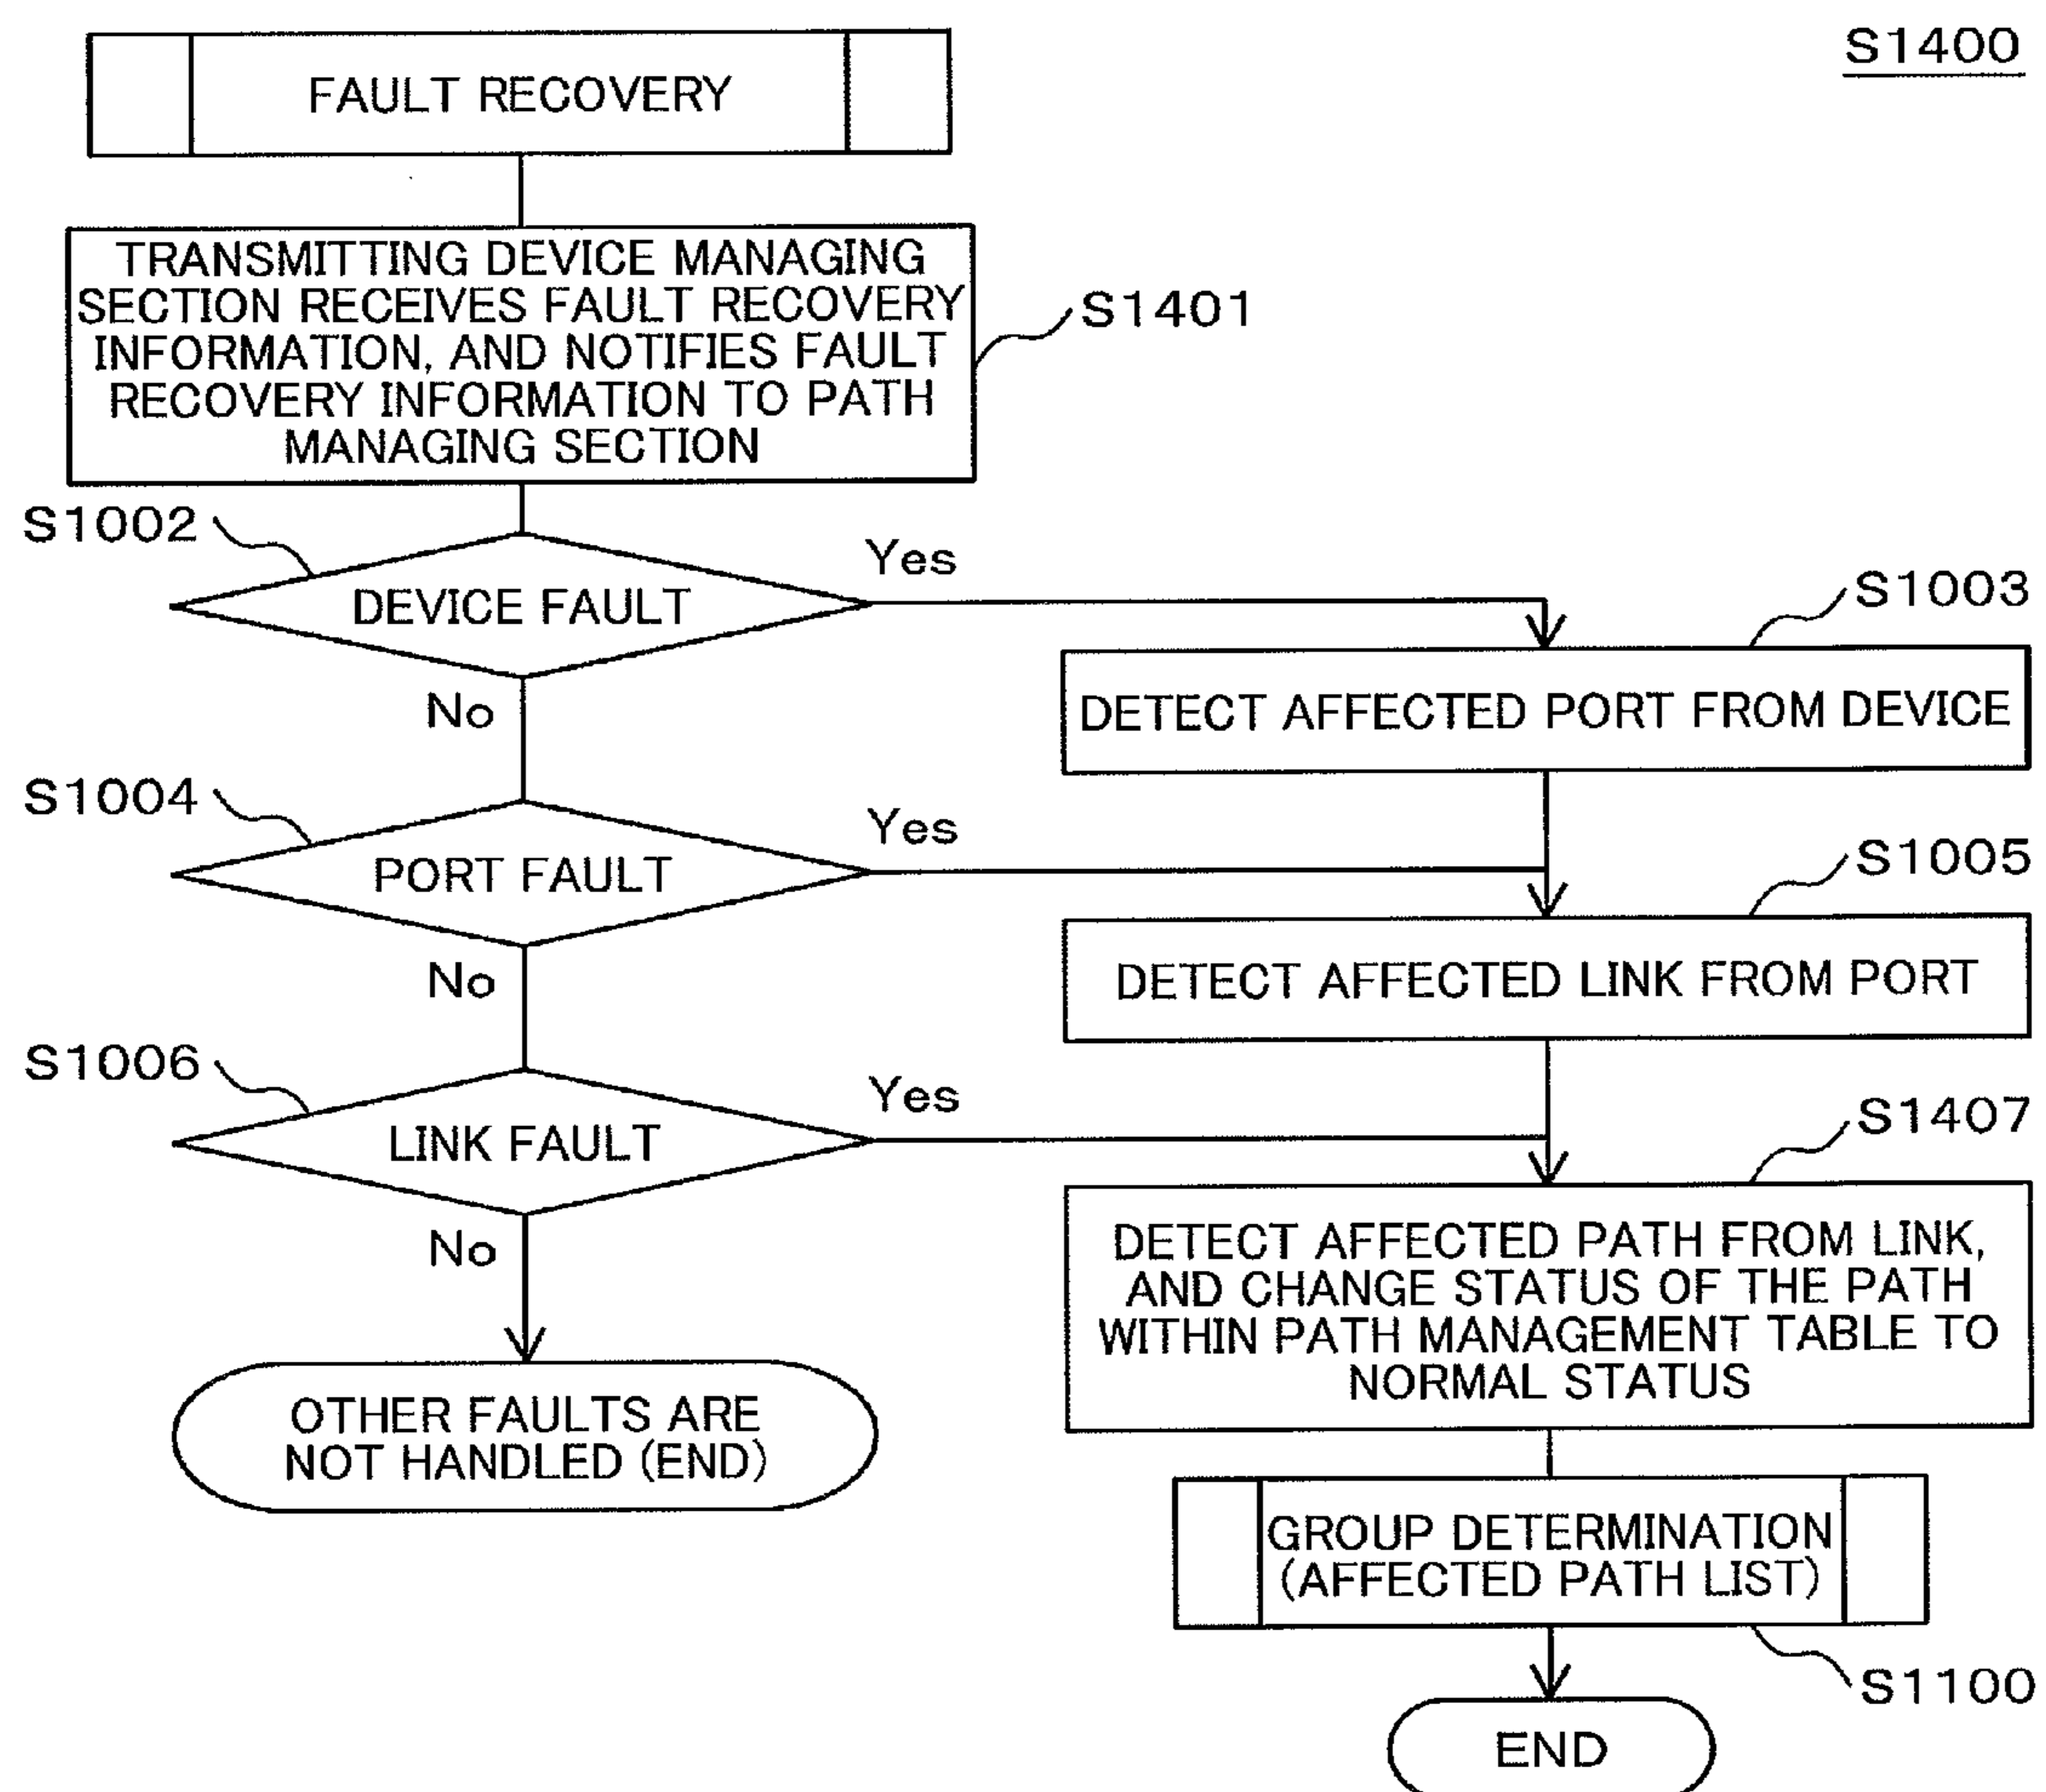 S1400
FAULT RECOVERY
TRANSMITTING DEVICE MANAGING
SECTION RECEIVES FAULT RECOVERY
INFORMATION, AND NOTIFIES FAULT
RECOVERY INFORMATION TO PATH
MANAGING SECTION
S1401
S1002
DEVICE FAULT
Yes
No
S1003
DETECT AFFECTED PORT FROM DEVICE
S1004
PORT FAULT
Yes
No
S1005
DETECT AFFECTED LINK FROM PORT
S1006
LINK FAULT
Yes
No
S1407
DETECT AFFECTED PATH FROM LINK,
AND CHANGE STATUS OF THE PATH
WITHIN PATH MANAGEMENT TABLE TO
NORMAL STATUS
OTHER FAULTS ARE
NOT HANDLED (END)
GROUP DETERMINATION
(AFFECTED PATH LIST)
S1100
END